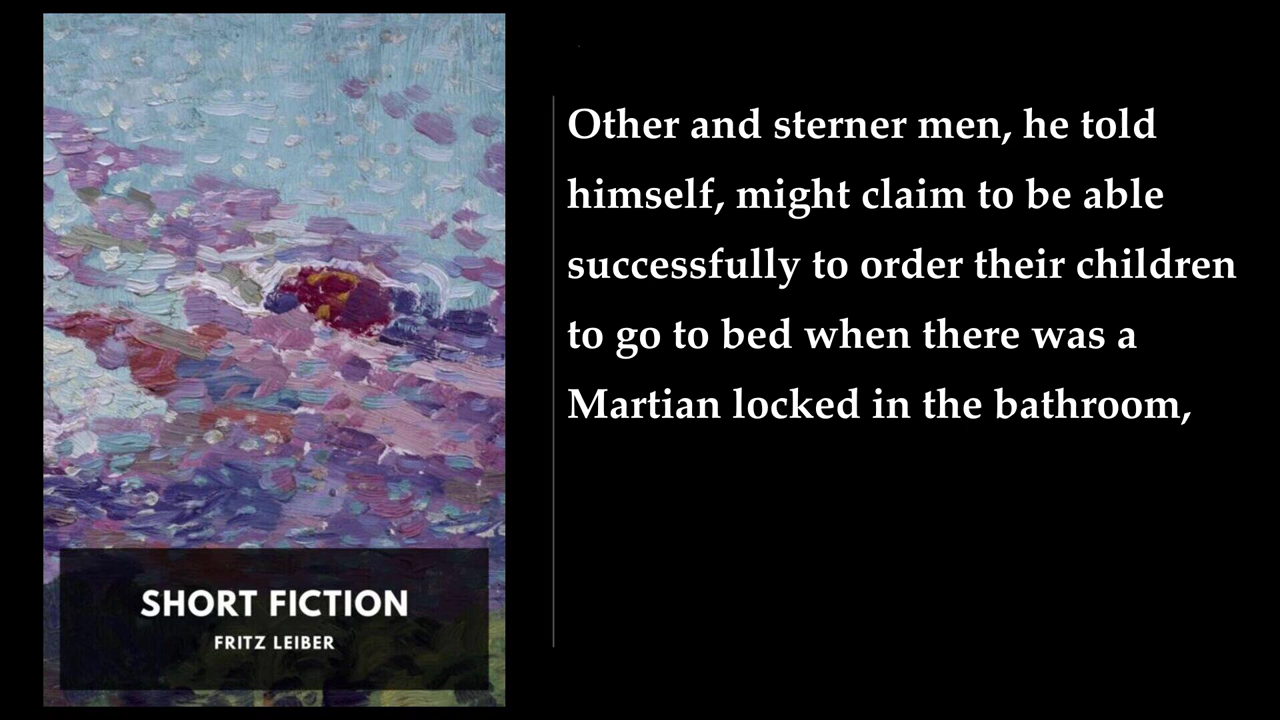 Other and sterner men, he told
himself, might claim to be able
successfully to order their children
to go to bed when there was a
Martian locked in the bathroom,
SHORT FICTION
FRITZ LEIBER